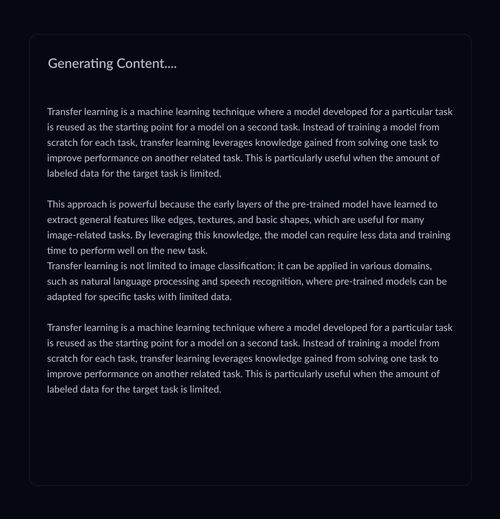 Generating Content....
Transfer learning is a machine learning technique where a model developed for a particular task
is reused as the starting point for a model on a second task. Instead of training a model from
scratch for each task, transfer learning leverages knowledge gained from solving one task to
improve performance on another related task. This is particularly useful when the amount of
labeled data for the target task is limited.
This approach is powerful because the early layers of the pre-trained model have learned to
extract general features like edges, textures, and basic shapes, which are useful for many
image-related tasks. By leveraging this knowledge, the model can require less data and training
time to perform well on the new task.
Transfer learning is not limited to image classification; it can be applied in various domains,
such as natural language processing and speech recognition, where pre-trained models can be
adapted for specific tasks with limited data.
Transfer learning is a machine learning technique where a model developed for a particular task
is reused as the starting point for a model on a second task. Instead of training a model from
scratch for each task, transfer learning leverages knowledge gained from solving one task to
improve performance on another related task. This is particularly useful when the amount of
labeled data for the target task is limited.